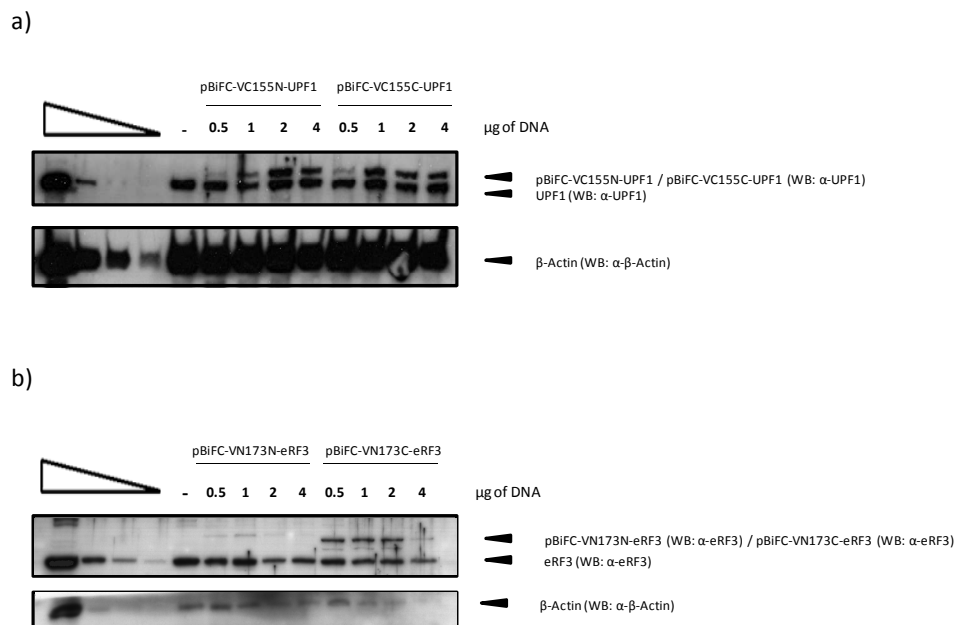 a)
pBiFC-VC155N-UPF1 pBiFC-VC155C-UPF1
- 0.5 1 2 4 0.5 1 2 4 µg of DNA
pBiFC-VC155N-UPF1 / pBiFC-VC155C-UPF1 (WB: α-UPF1)
UPF1 (WB: α-UPF1)
β-Actin (WB: α-β-Actin)
b)
pBiFC-VN173N-eRF3 pBiFC-VN173C-eRF3
- 0.5 1 2 4 0.5 1 2 4 µg of DNA
pBiFC-VN173N-eRF3 (WB: α-eRF3) / pBiFC-VN173C-eRF3 (WB: α-eRF3)
eRF3 (WB: α-eRF3)
β-Actin (WB: α-β-Actin)